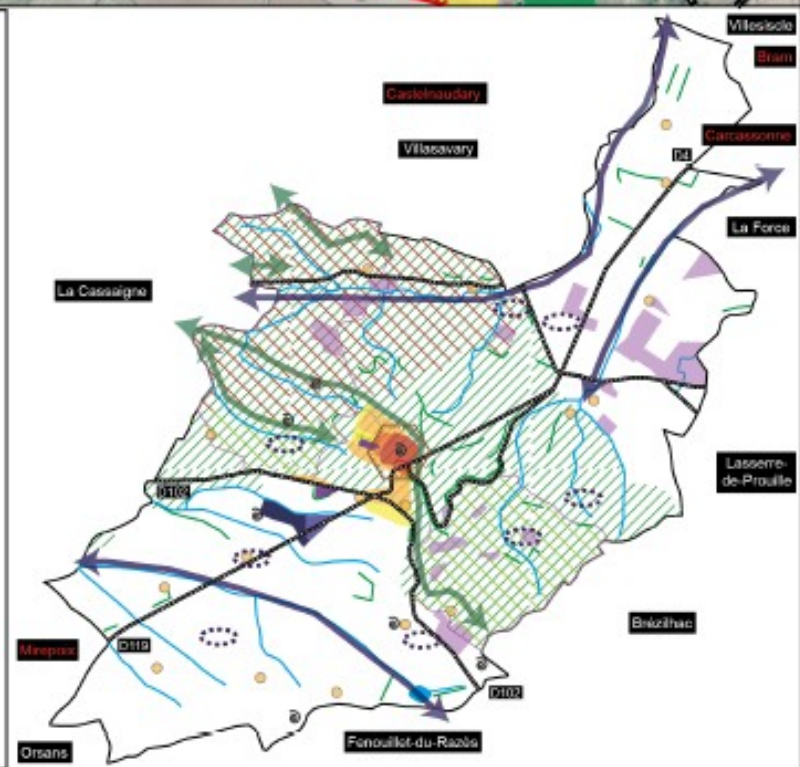 Villesiscle
Bram
Castelnaudary
Carcassonne
Villasavary
D4
La Force
La Cassaigne
Lasserre-
de-Prouille
D102
Brézilhac
D119
Mirepoix
D102
Fenouillet-du-Razès
Orsans